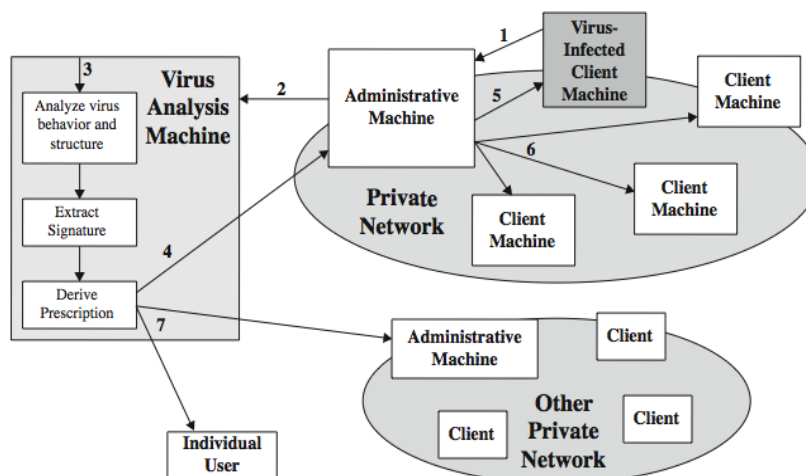 1
Virus-
Infected
Client
Machine
3
Virus
Analysis
Machine
Analyze virus
behavior and
structure
2
Administrative
Machine
5
Client
Machine
6
Extract
Signature
4
Private
Network
Client
Machine
Client
Machine
Derive
Prescription
7
Administrative
Machine
Client
Client
Other
Private
Network
Client
Individual
User